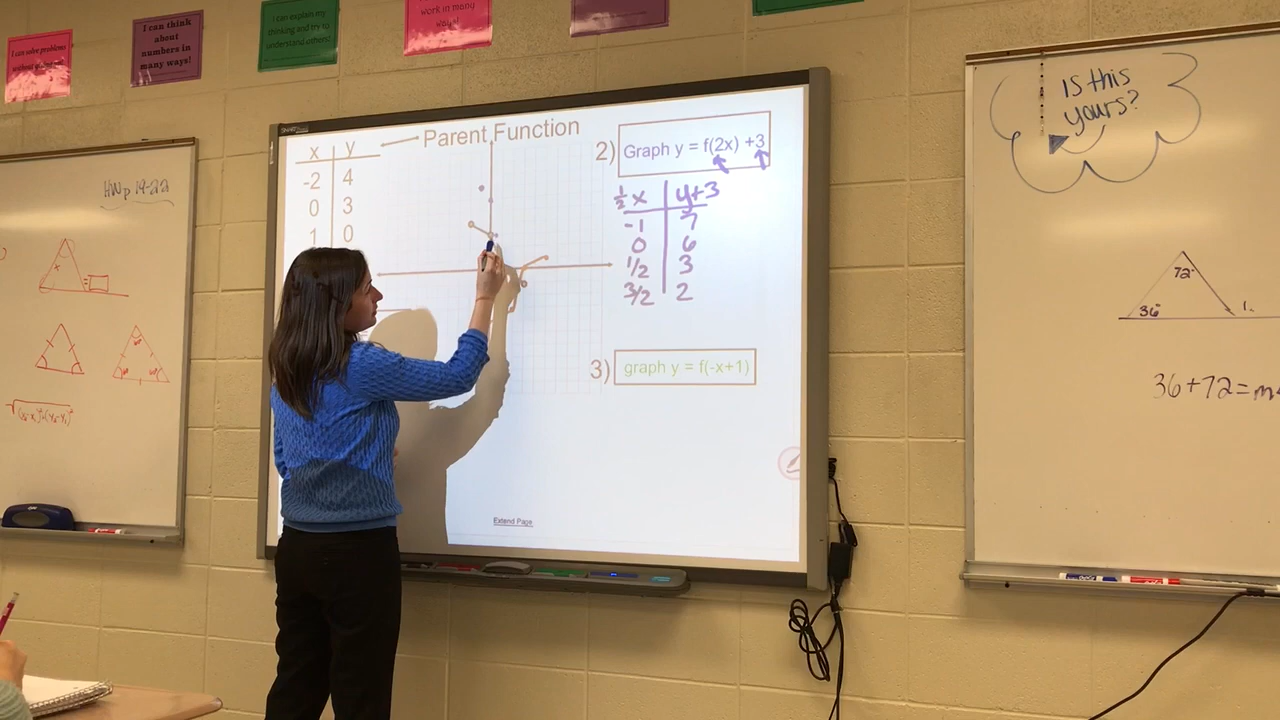 I can solve problems
I can think
about
numbers in
many ways!
I can explain my
thinking and try to
understand others!
work in many
ways!
HW p 19-22
x
Is this
yours?
72°
36°
36+72=m
SMART
x y
-2 4
0 3
1 0
Parent Function
2) Graph y = f(2x) +3
½x y+3
-1 7
0 6
1/2 3
3/2 2
3) graph y = f(-x+1)
Extend Page